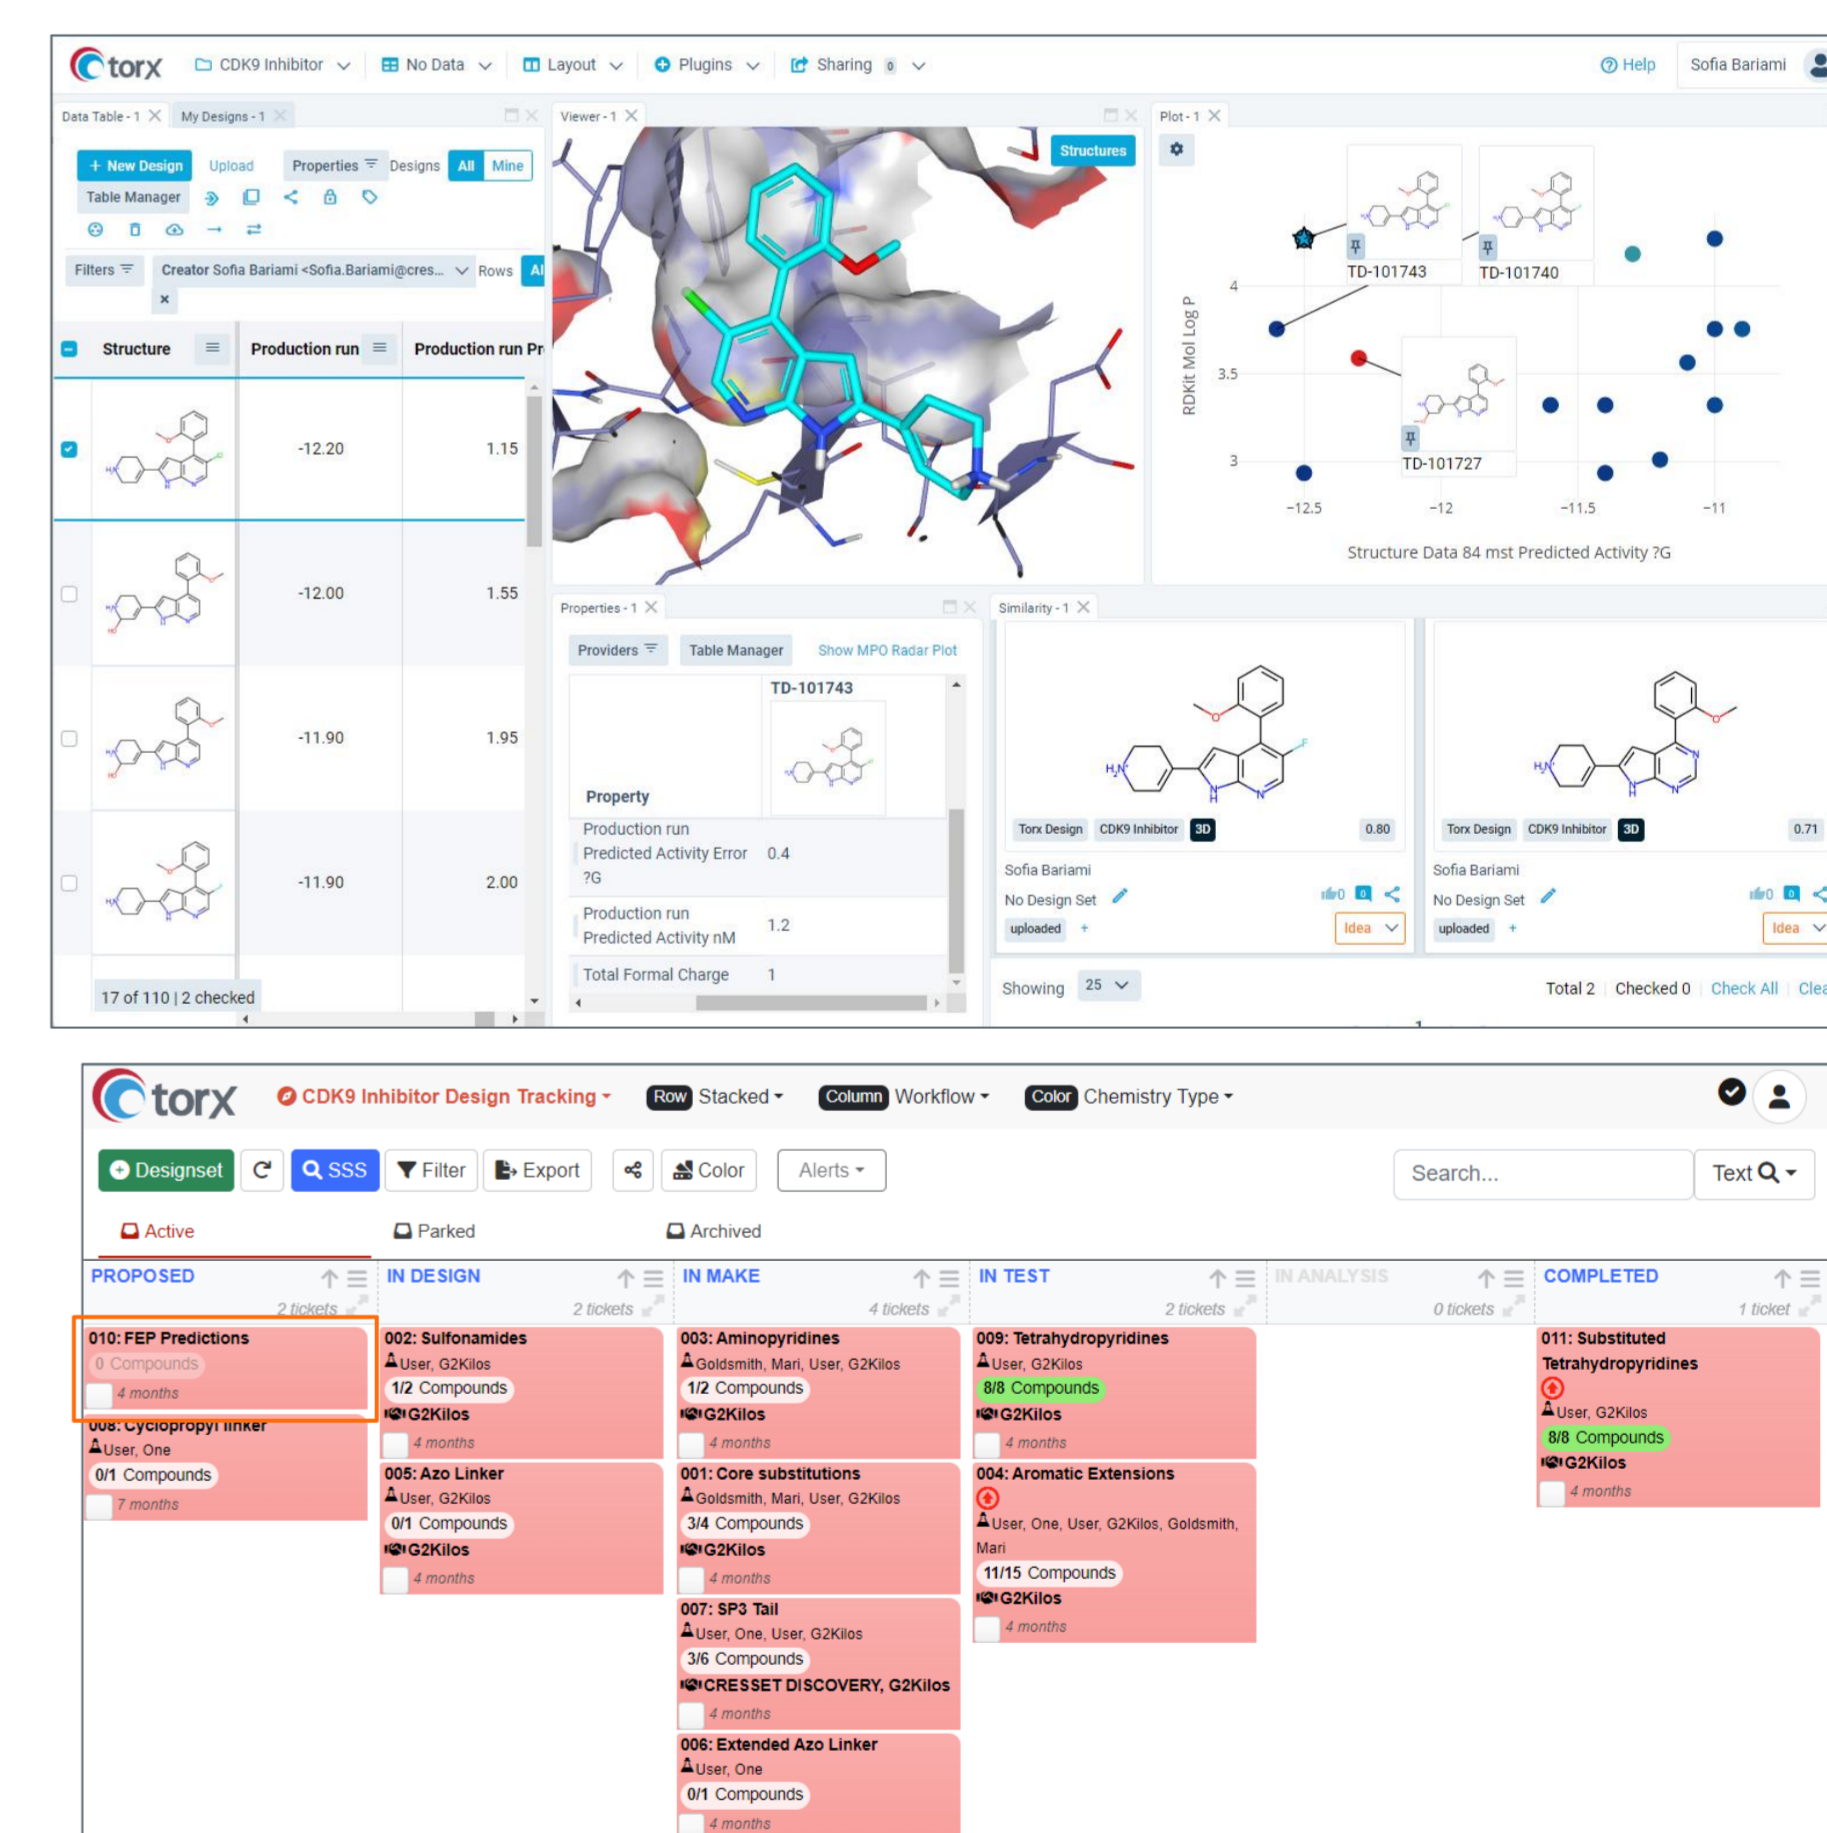 torx CDK9 Inhibitor No Data Layout Plugins Sharing 0 Help Sofia Bariami
Data Table - 1 My Designs - 1
+ New Design Upload Properties Designs All Mine
Table Manager
Filters Creator Sofia Bariami <Sofia.Bariami@cres... Rows
Structure Production run Production run
-12.20 1.15
-12.00 1.55
-11.90 1.95
-11.90 2.00
17 of 110 | 2 checked
Viewer - 1
Structures
Plot - 1
TD-101743
TD-101740
TD-101727
RDKit Mol Log P
4
3.5
3
-12.5 -12 -11.5 -11
Structure Data 84 mst Predicted Activity ?G
Properties - 1
Providers Table Manager Show MPO Radar Plot
TD-101743
Property
Production run
Predicted Activity Error 0.4
?G
Production run
Predicted Activity nM 1.2
Total Formal Charge 1
Similarity - 1
Torx Design CDK9 Inhibitor 3D 0.80
Sofia Bariami
No Design Set 0 0
uploaded + Idea
Torx Design CDK9 Inhibitor 3D 0.71
Sofia Bariami
No Design Set 0 0
uploaded + Idea
Showing 25 Total 2 Checked 0 Check All
torx CDK9 Inhibitor Design Tracking Row Stacked Column Workflow Color Chemistry Type
Designset SSS Filter Export Color Alerts Search... Text
Active Parked Archived
PROPOSED
2 tickets
010: FEP Predictions
0 Compounds
4 months
008: Cyclopropyl linker
User, One
0/1 Compounds
7 months
IN DESIGN
2 tickets
002: Sulfonamides
User, G2Kilos
1/2 Compounds
G2Kilos
4 months
005: Azo Linker
User, G2Kilos
0/1 Compounds
G2Kilos
4 months
IN MAKE
4 tickets
003: Aminopyridines
Goldsmith, Mari, User, G2Kilos
1/2 Compounds
G2Kilos
4 months
001: Core substitutions
Goldsmith, Mari, User, G2Kilos
3/4 Compounds
G2Kilos
4 months
007: SP3 Tail
User, One, User, G2Kilos
3/6 Compounds
CRESSET DISCOVERY, G2Kilos
4 months
006: Extended Azo Linker
User, One
0/1 Compounds
4 months
IN TEST
2 tickets
009: Tetrahydropyridines
User, G2Kilos
8/8 Compounds
G2Kilos
4 months
004: Aromatic Extensions
User, One, User, G2Kilos, Goldsmith,
Mari
11/15 Compounds
G2Kilos
4 months
IN ANALYSIS
0 tickets
COMPLETED
1 ticket
011: Substituted
Tetrahydropyridines
User, G2Kilos
8/8 Compounds
G2Kilos
4 months